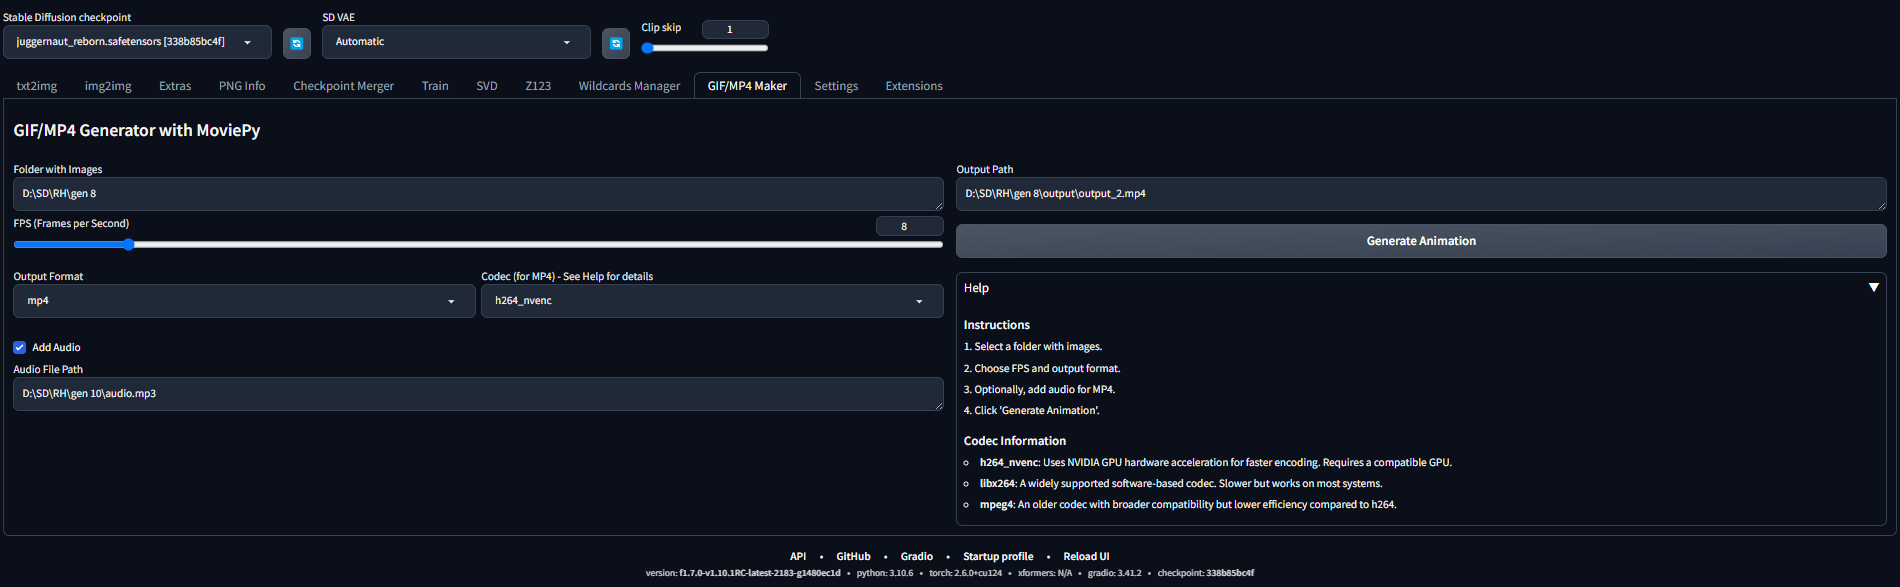 Stable Diffusion checkpoint
juggernaut_reborn.safetensors [338b85bc4f]
SD VAE
Automatic
Clip skip
1
txt2img
img2img
Extras
PNG Info
Checkpoint Merger
Train
SVD
Z123
Wildcards Manager
GIF/MP4 Maker
Settings
Extensions
GIF/MP4 Generator with MoviePy
Folder with Images
D:\SD\RH\gen 8
FPS (Frames per Second)
8
Output Format
mp4
Codec (for MP4) - See Help for details
h264_nvenc
Add Audio
Audio File Path
D:\SD\RH\gen 10\audio.mp3
Output Path
D:\SD\RH\gen 8\output\output_2.mp4
Generate Animation
Help
Instructions
1. Select a folder with images.
2. Choose FPS and output format.
3. Optionally, add audio for MP4.
4. Click 'Generate Animation'.
Codec Information
h264_nvenc: Uses NVIDIA GPU hardware acceleration for faster encoding. Requires a compatible GPU.
libx264: A widely supported software-based codec. Slower but works on most systems.
mpeg4: An older codec with broader compatibility but lower efficiency compared to h264.
API • GitHub • Gradio • Startup profile • Reload UI
version: f1.7.0-v1.10.1RC-latest-2183-g1480ec1d • python: 3.10.6 • torch: 2.6.0+cu124 • xformers: N/A • gradio: 3.41.2 • checkpoint: 338b85bc4f